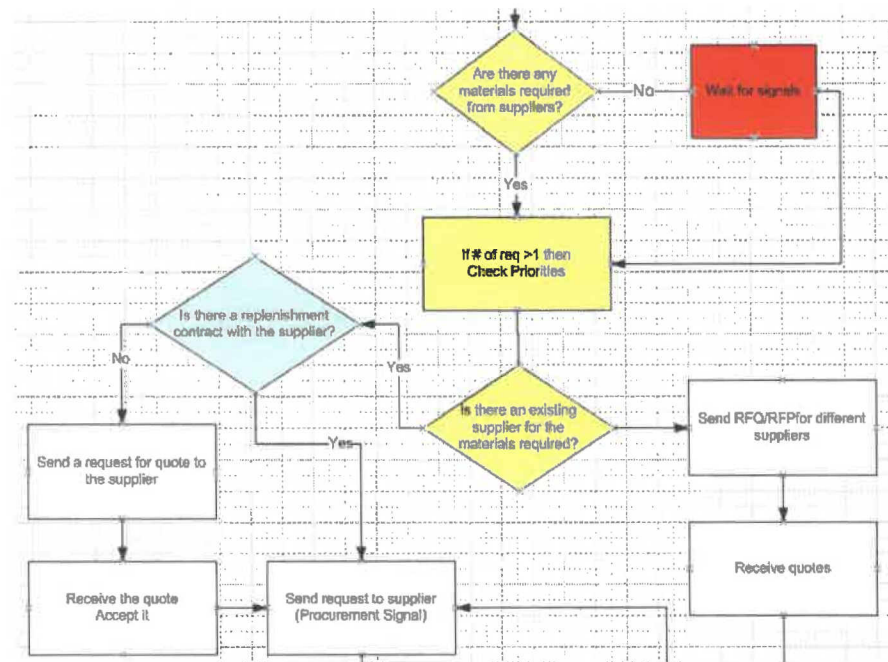 Are there any
materials required
from suppliers?
No
Wait for signals
Yes
If # of req >1 then
Check Priorities
Is there a replenishment
contract with the supplier?
No
Yes
Is there an existing
supplier for the
materials required?
Send RFQ/RFPfor different
suppliers
Yes
Send a request for quote to
the supplier
Receive quotes
Receive the quote
Accept it
Send request to supplier
(Procurement Signal)